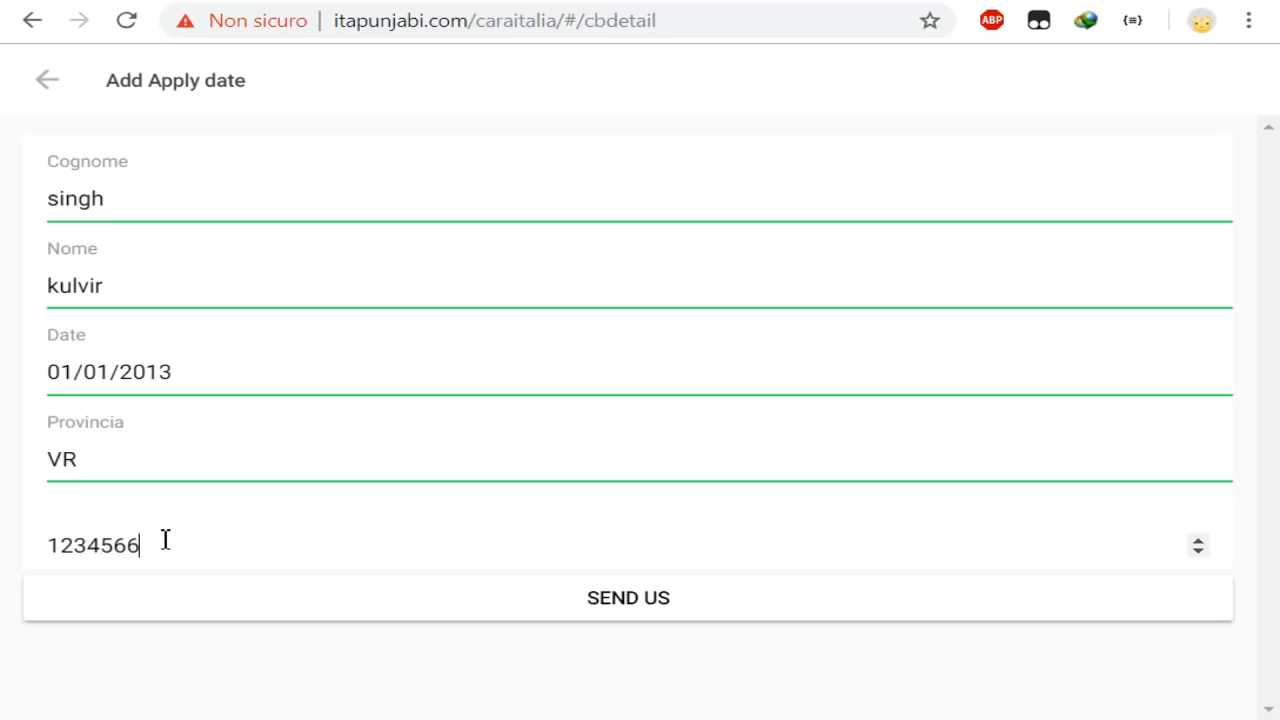 Non sicuro | itapunjabi.com/caraitalia/#/cbdetail
ABP
Add Apply date
Cognome
singh
Nome
kulvir
Date
01/01/2013
Provincia
VR
1234566
SEND US